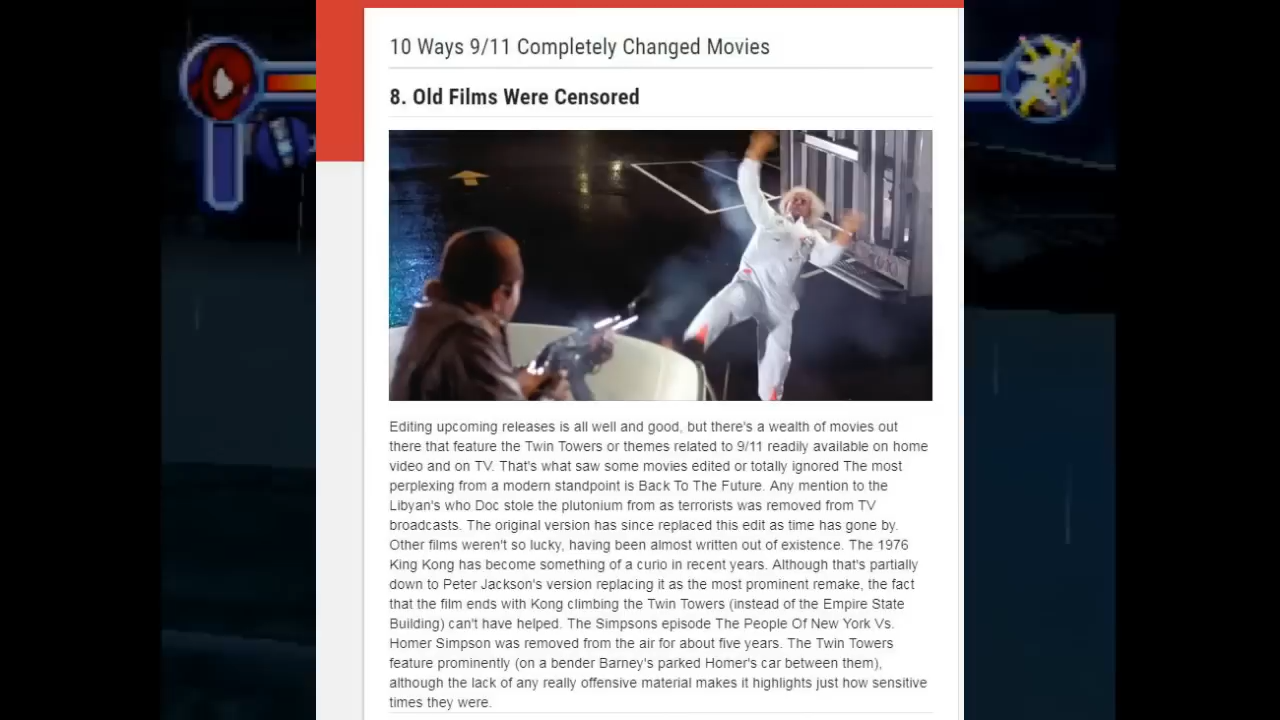 10 Ways 9/11 Completely Changed Movies
8. Old Films Were Censored
Editing upcoming releases is all well and good, but there's a wealth of movies out
there that feature the Twin Towers or themes related to 9/11 readily available on home
video and on TV. That's what saw some movies edited or totally ignored The most
perplexing from a modern standpoint is Back To The Future. Any mention to the
Libyan's who Doc stole the plutonium from as terrorists was removed from TV
broadcasts. The original version has since replaced this edit as time has gone by.
Other films weren't so lucky, having been almost written out of existence. The 1976
King Kong has become something of a curio in recent years. Although that's partially
down to Peter Jackson's version replacing it as the most prominent remake, the fact
that the film ends with Kong climbing the Twin Towers (instead of the Empire State
Building) can't have helped. The Simpsons episode The People Of New York Vs.
Homer Simpson was removed from the air for about five years. The Twin Towers
feature prominently (on a bender Barney's parked Homer's car between them),
although the lack of any really offensive material makes it highlights just how sensitive
times they were.